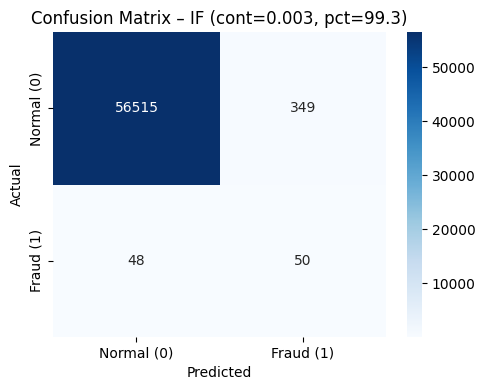 Confusion Matrix – IF (cont=0.003, pct=99.3)
Actual
Normal (0)
56515
349
Fraud (1)
48
50
Normal (0)
Fraud (1)
Predicted
50000
40000
30000
20000
10000